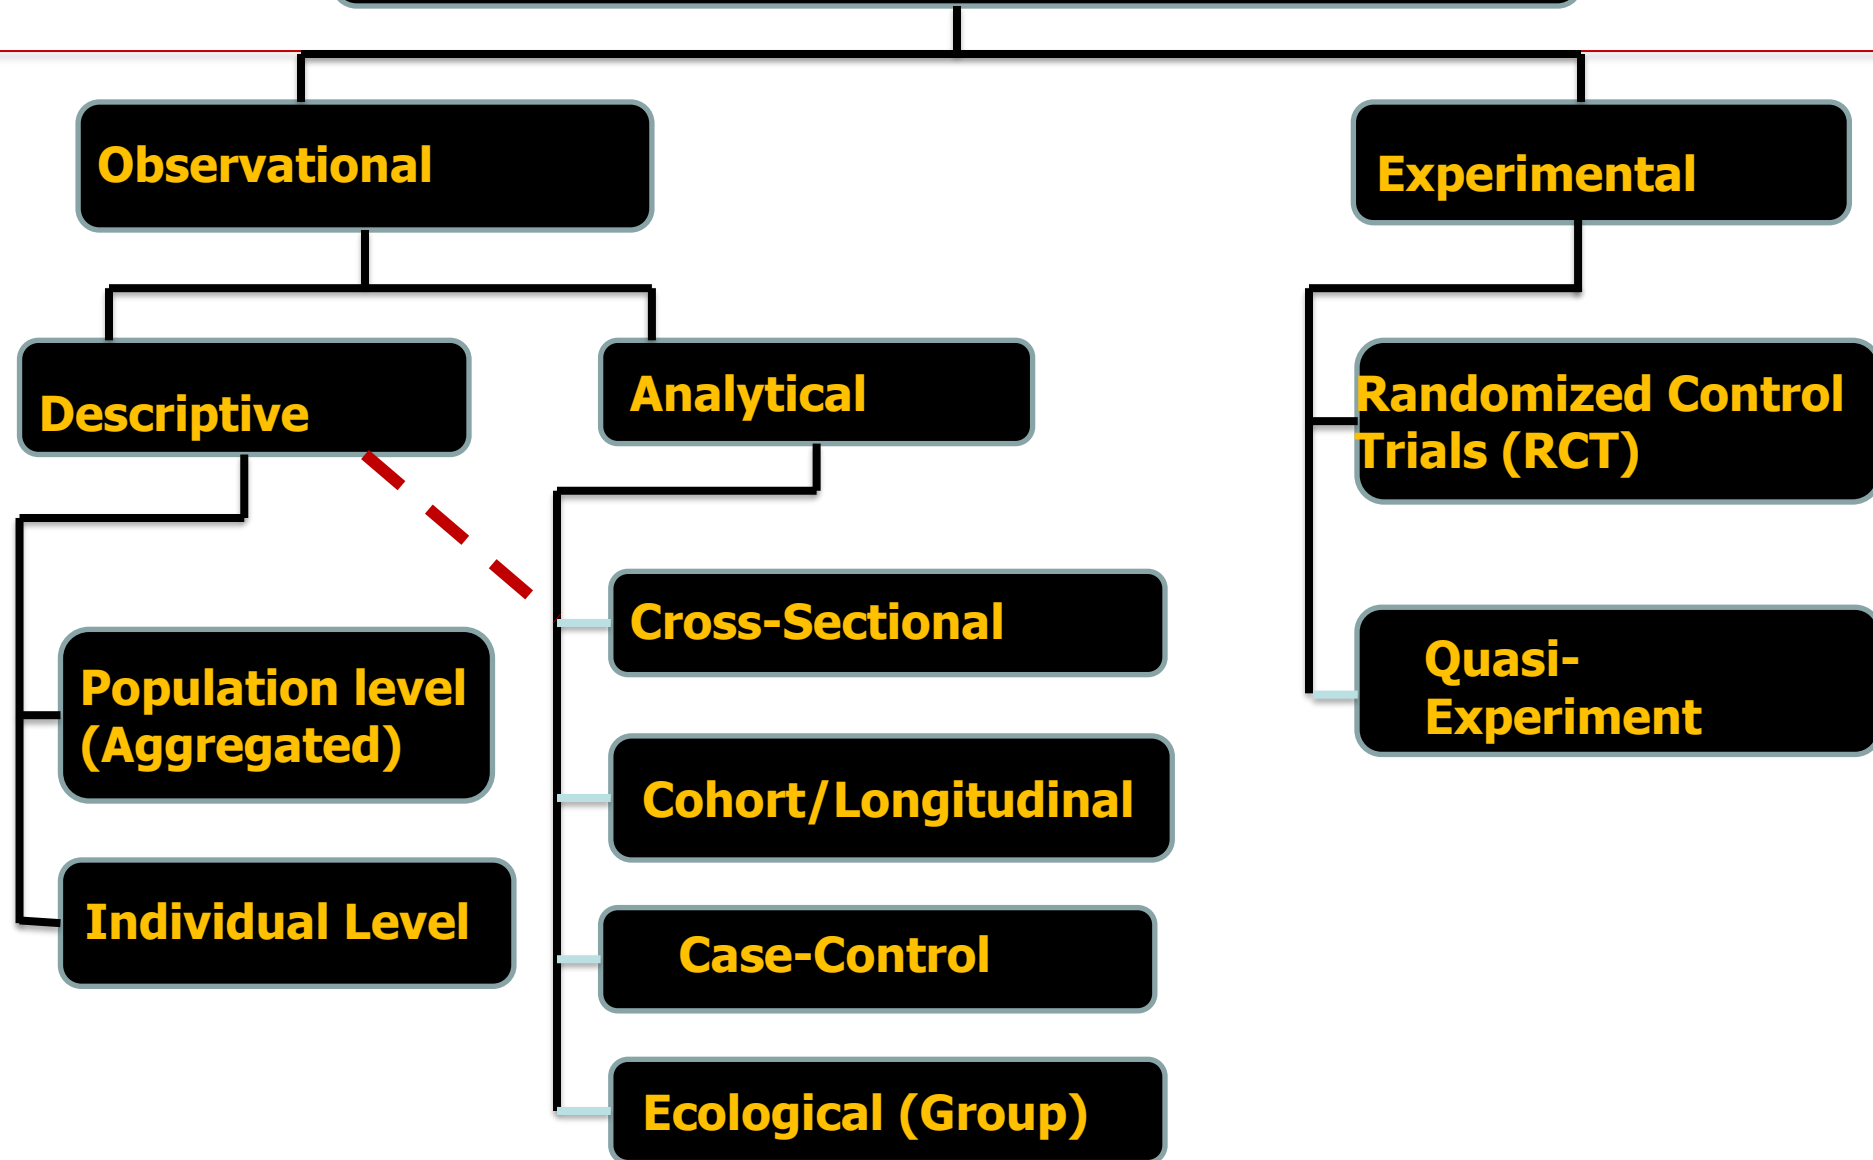 Observational
Experimental
Descriptive
Analytical
Randomized Control
Trials (RCT)
Cross-Sectional
Quasi-
Experiment
Population level
(Aggregated)
Cohort/Longitudinal
Individual Level
Case-Control
Ecological (Group)